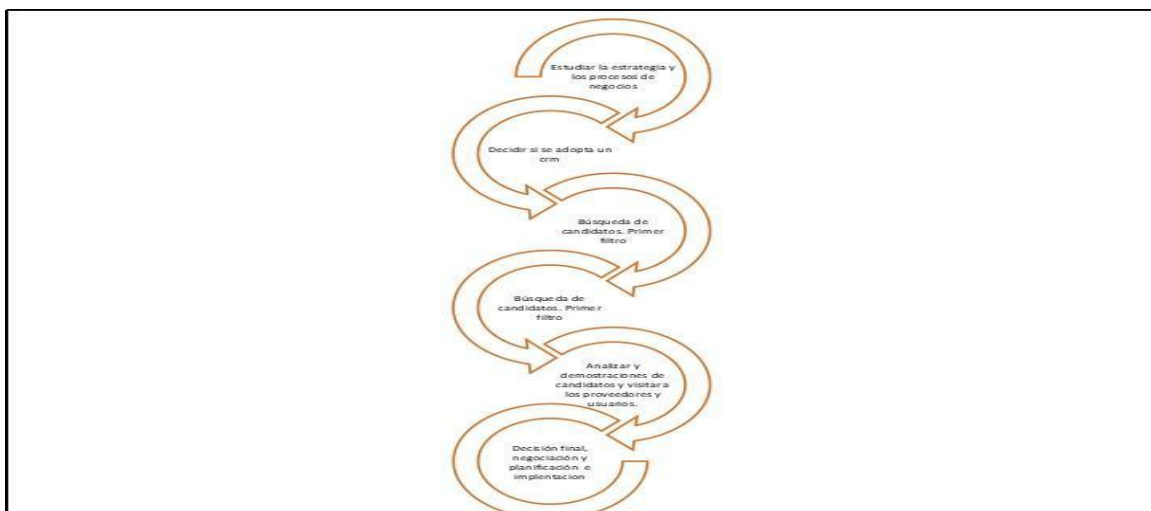 Estudiar la estrategia y
los procesos de
negocios
Decidir si se adopta un
crm
Búsqueda de
candidatos. Primer
filtro
Búsqueda de
candidatos. Primer
filtro
Analizar y
demostraciones de
candidatos y visitar a
los proveedores y
usuarios.
Decisión final,
negociación y
planificación e
implentacion